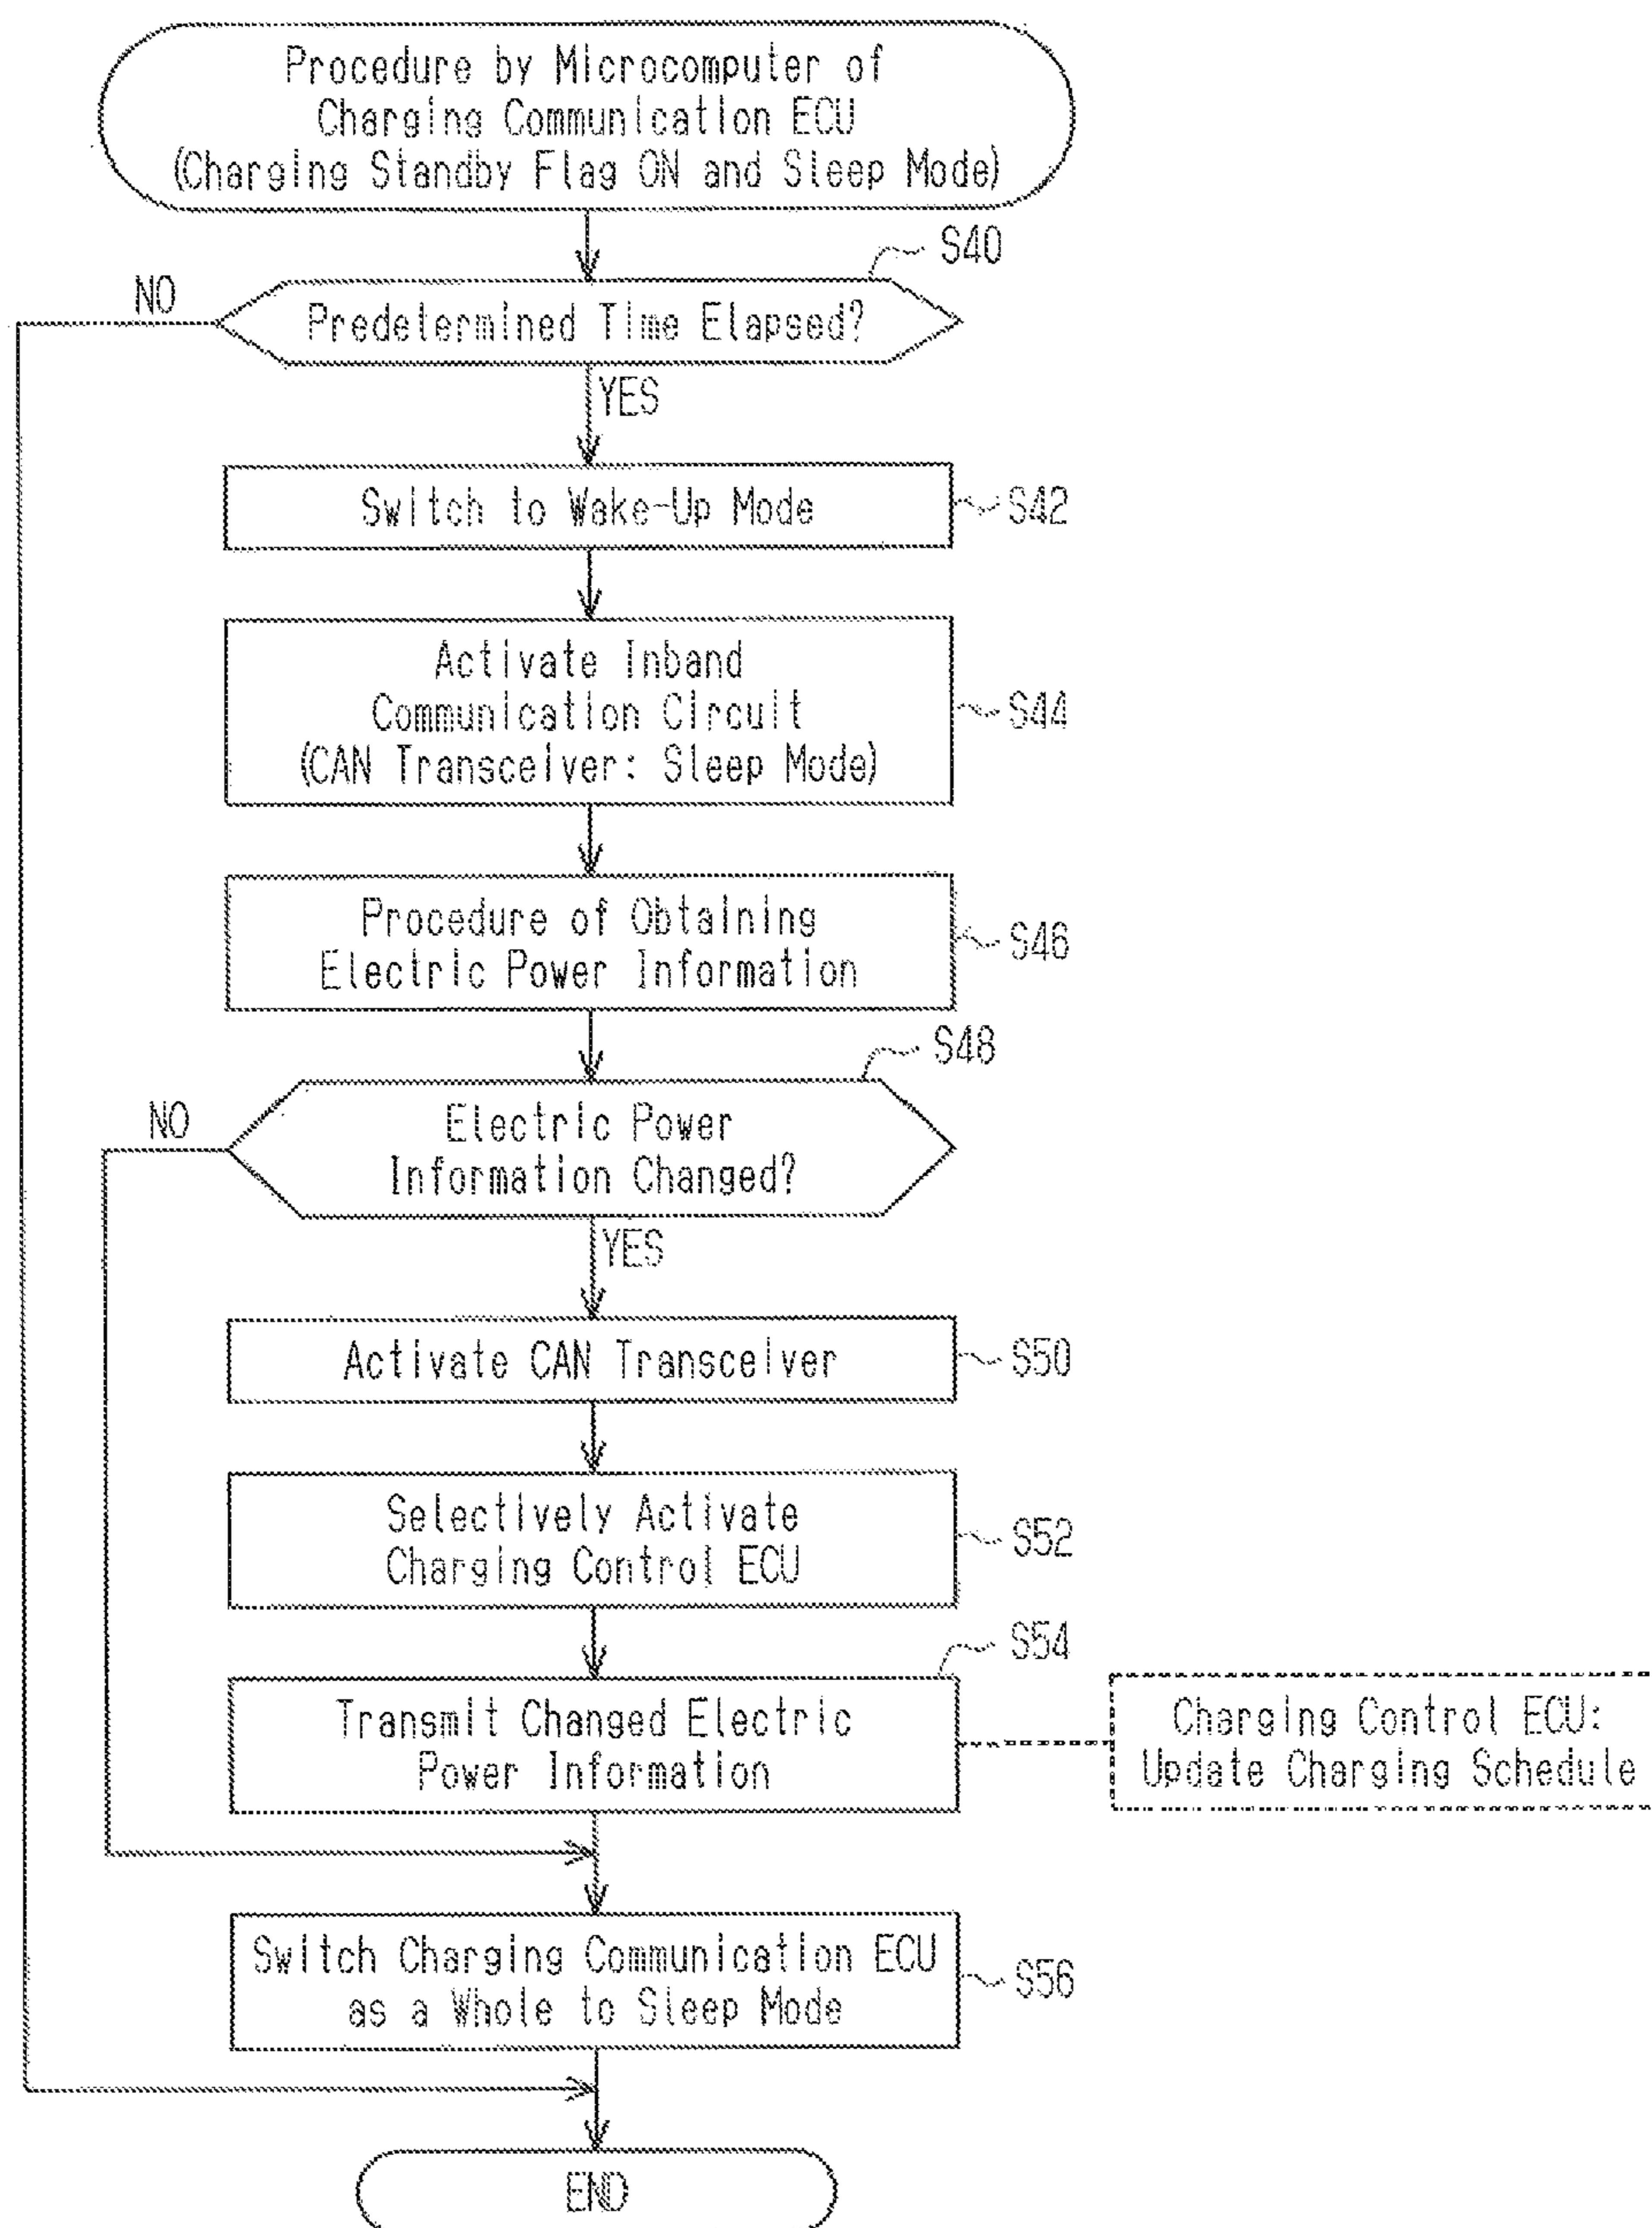 Procedure by Microcomputer of
Charging Communication ECU
(Charging Standby Flag ON and Sleep Mode)
S40
NO
Predetermined Time Elapsed?
YES
Switch to Wake-Up Mode
S42
Activate Inband
Communication Circuit
(CAN Transceiver: Sleep Mode)
S44
Procedure of Obtaining
Electric Power Information
S46
S48
NO
Electric Power
Information Changed?
YES
Activate CAN Transceiver
S50
Selectively Activate
Charging Control ECU
S52
S54
Transmit Changed Electric
Power Information
Charging Control ECU:
Update Charging Schedule
Switch Charging Communication ECU
as a Whole to Sleep Mode
S56
END